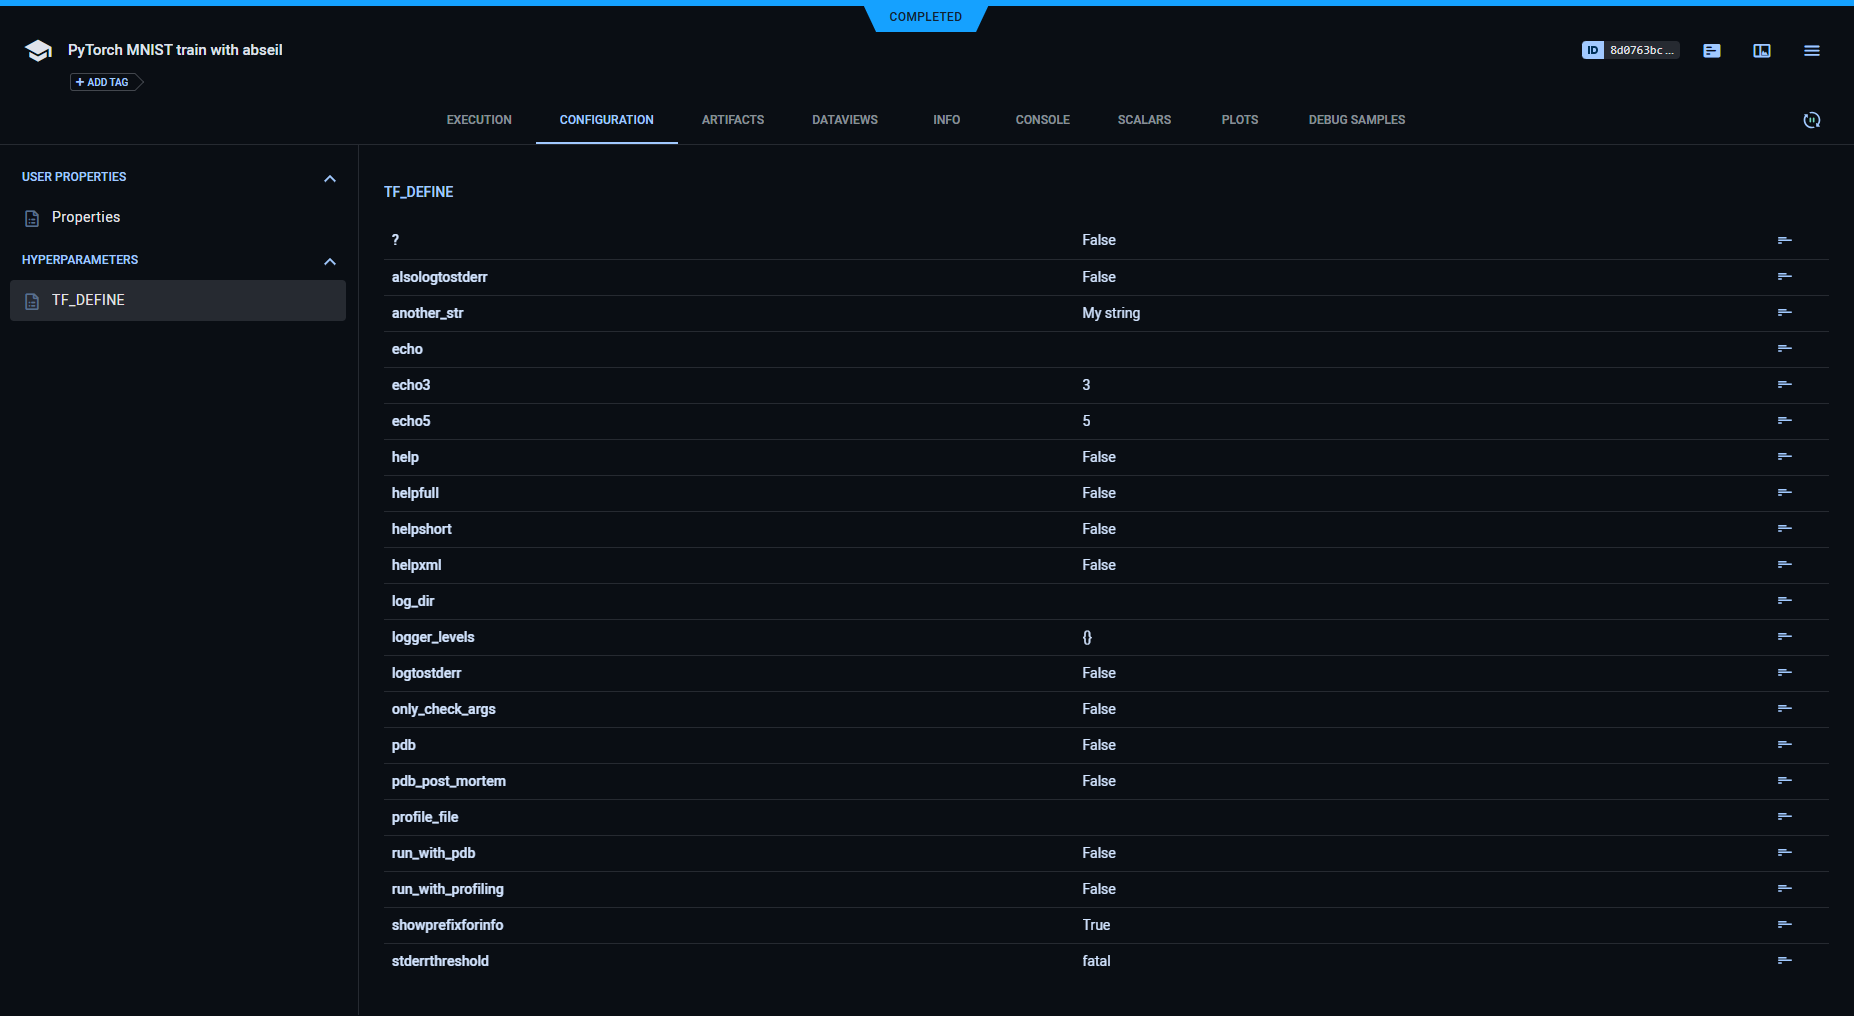 COMPLETED
PyTorch MNIST train with abseil
ID 8d0763bc ...
+ ADD TAG
EXECUTION CONFIGURATION ARTIFACTS DATAVIEWS INFO CONSOLE SCALARS PLOTS DEBUG SAMPLES
USER PROPERTIES
Properties
HYPERPARAMETERS
TF_DEFINE
TF_DEFINE
? False
alsologtostderr False
another_str My string
echo
echo3 3
echo5 5
help False
helpfull False
helpshort False
helpxml False
log_dir
logger_levels {}
logtostderr False
only_check_args False
pdb False
pdb_post_mortem False
profile_file
run_with_pdb False
run_with_profiling False
showprefixforinfo True
stderrthreshold fatal